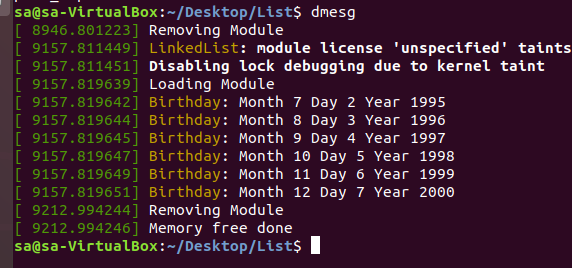 sa@sa-VirtualBox:~/Desktop/List$ dmesg
[ 8946.801223] Removing Module
[ 9157.811449] LinkedList: module license 'unspecified' taints
[ 9157.811451] Disabling lock debugging due to kernel taint
[ 9157.819639] Loading Module
[ 9157.819642] Birthday: Month 7 Day 2 Year 1995
[ 9157.819644] Birthday: Month 8 Day 3 Year 1996
[ 9157.819645] Birthday: Month 9 Day 4 Year 1997
[ 9157.819647] Birthday: Month 10 Day 5 Year 1998
[ 9157.819649] Birthday: Month 11 Day 6 Year 1999
[ 9157.819651] Birthday: Month 12 Day 7 Year 2000
[ 9212.994244] Removing Module
[ 9212.994246] Memory free done
sa@sa-VirtualBox:~/Desktop/List$